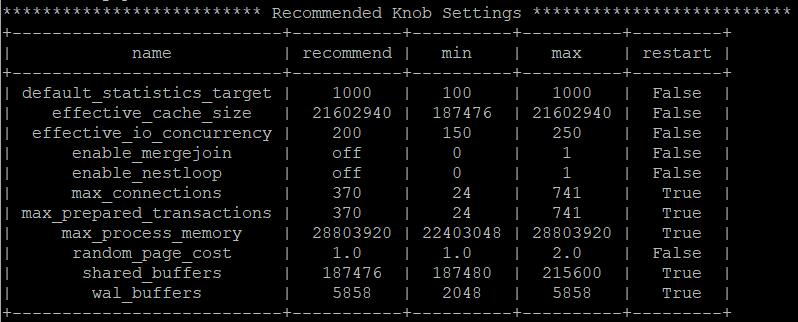 ************************** Recommended Knob Settings **************************
+---------------------------+-----------+----------+----------+---------+
| name | recommend | min | max | restart |
+---------------------------+-----------+----------+----------+---------+
| default_statistics_target | 1000 | 100 | 1000 | False |
| effective_cache_size | 21602940 | 187476 | 21602940 | False |
| effective_io_concurrency | 200 | 150 | 250 | False |
| enable_mergejoin | off | 0 | 1 | False |
| enable_nestloop | off | 0 | 1 | False |
| max_connections | 370 | 24 | 741 | True |
| max_prepared_transactions | 370 | 24 | 741 | True |
| max_process_memory | 28803920 | 22403048 | 28803920 | True |
| random_page_cost | 1.0 | 1.0 | 2.0 | False |
| shared_buffers | 187476 | 187480 | 215600 | True |
| wal_buffers | 5858 | 2048 | 5858 | True |
+---------------------------+-----------+----------+----------+---------+